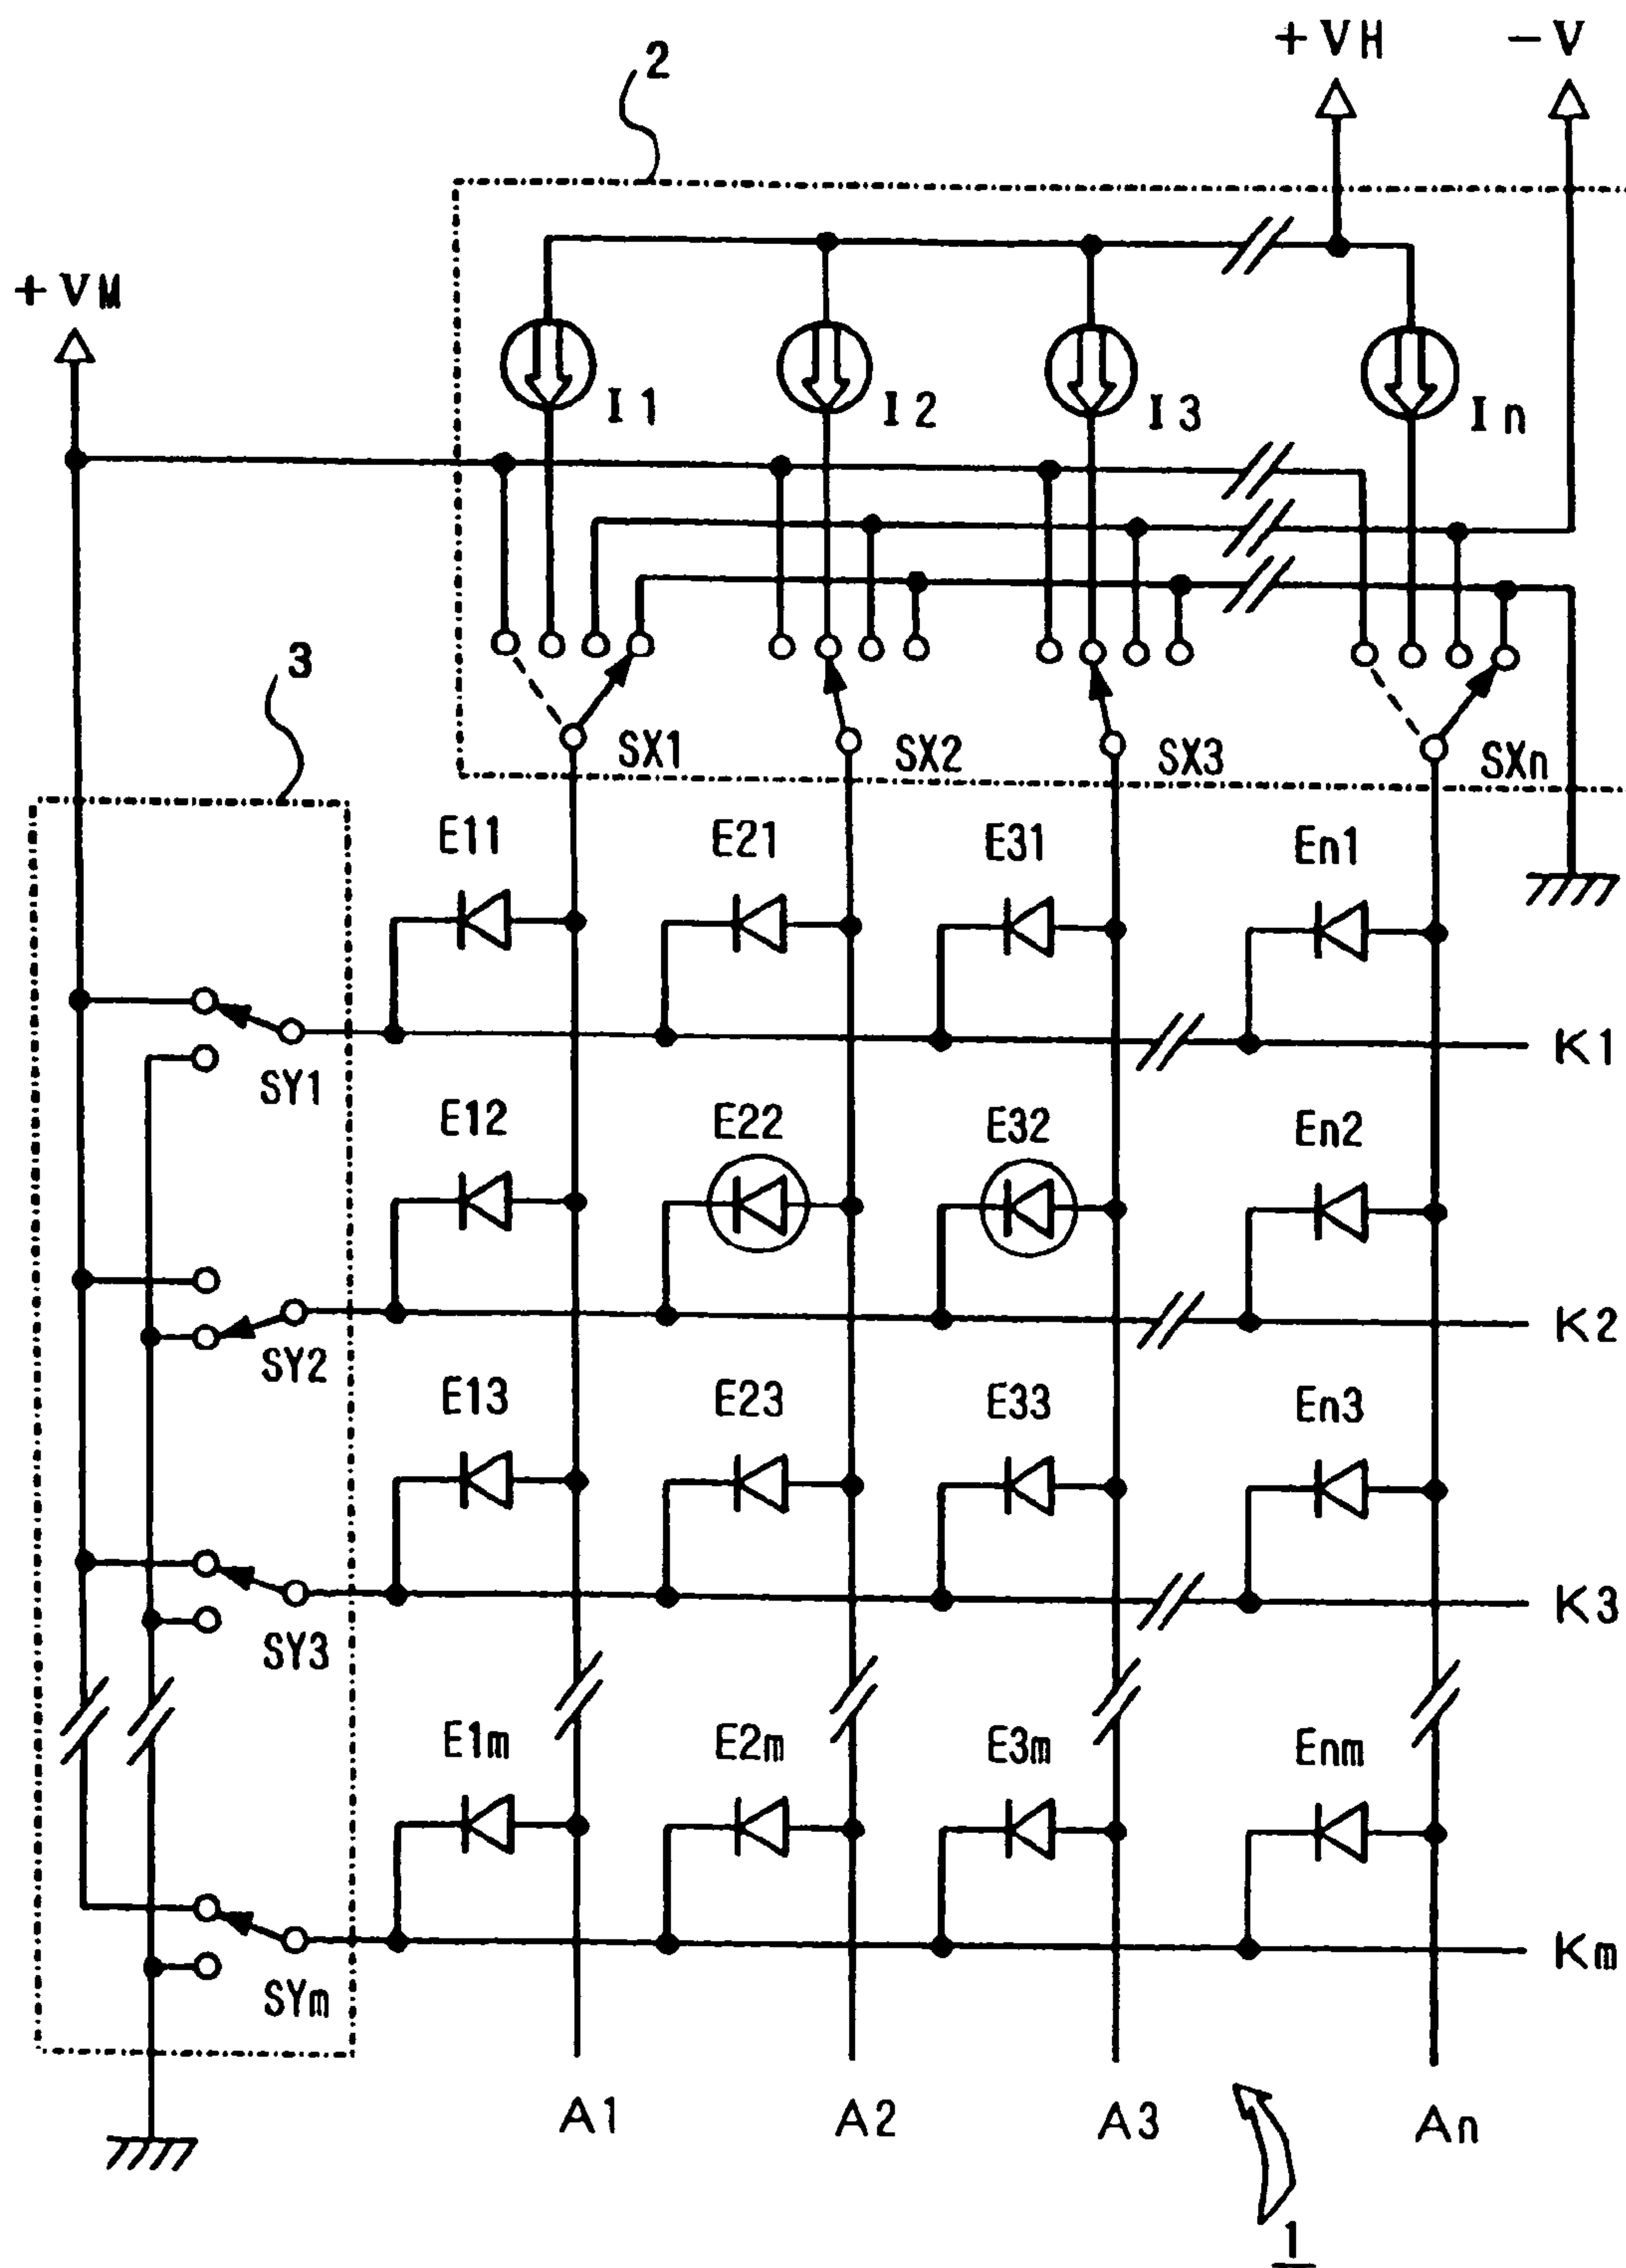 +VH -V
2
+VM
I1 I2 I3 In
3
SX1 SX2 SX3 SXn
E11 E21 E31 En1
K1
SY1
E12 E22 E32 En2
K2
SY2
E13 E23 E33 En3
K3
SY3
E1m E2m E3m Enm
Km
SYm
A1 A2 A3 An
1